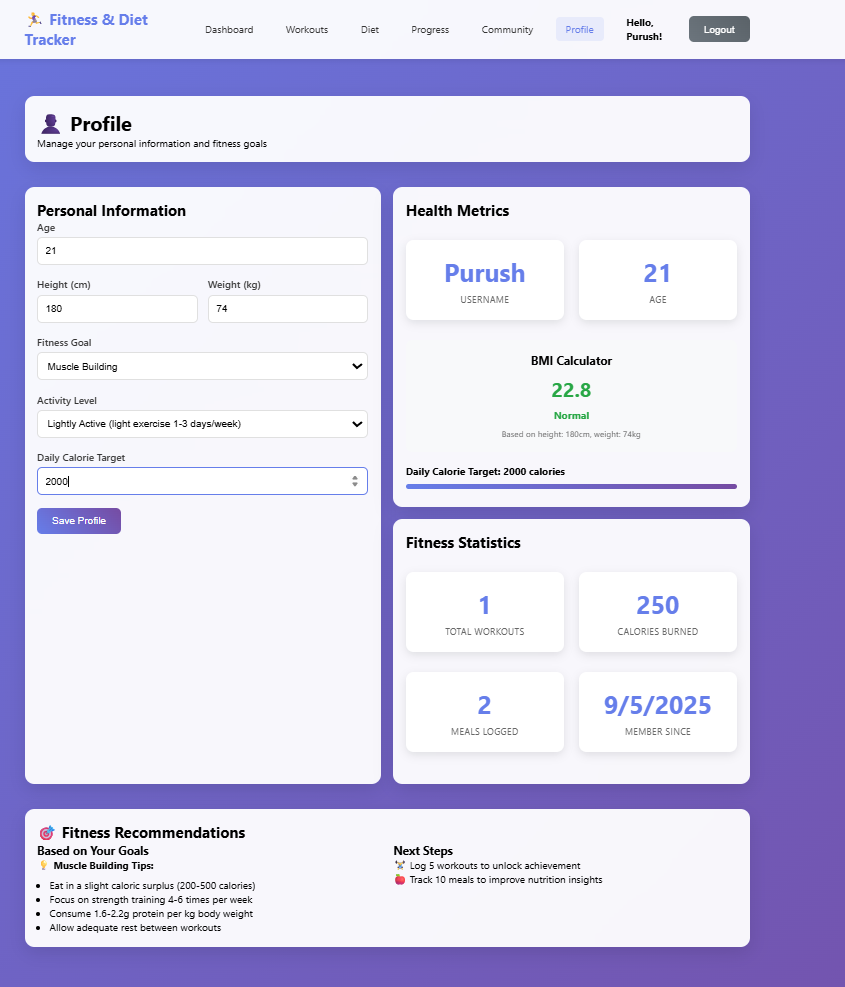 Fitness & Diet
Tracker
Dashboard
Workouts
Diet
Progress
Community
Profile
Hello,
Purush!
Logout
Profile
Manage your personal information and fitness goals
Personal Information
Age
21
Height (cm)
Weight (kg)
180
74
Fitness Goal
Muscle Building
Activity Level
Lightly Active (light exercise 1-3 days/week)
Daily Calorie Target
2000
Save Profile
Health Metrics
Purush
USERNAME
21
AGE
BMI Calculator
22.8
Normal
Based on height: 180cm, weight: 74kg
Daily Calorie Target: 2000 calories
Fitness Statistics
1
TOTAL WORKOUTS
250
CALORIES BURNED
2
MEALS LOGGED
9/5/2025
MEMBER SINCE
Fitness Recommendations
Based on Your Goals
Muscle Building Tips:
Eat in a slight caloric surplus (200-500 calories)
Focus on strength training 4-6 times per week
Consume 1.6-2.2g protein per kg body weight
Allow adequate rest between workouts
Next Steps
Log 5 workouts to unlock achievement
Track 10 meals to improve nutrition insights